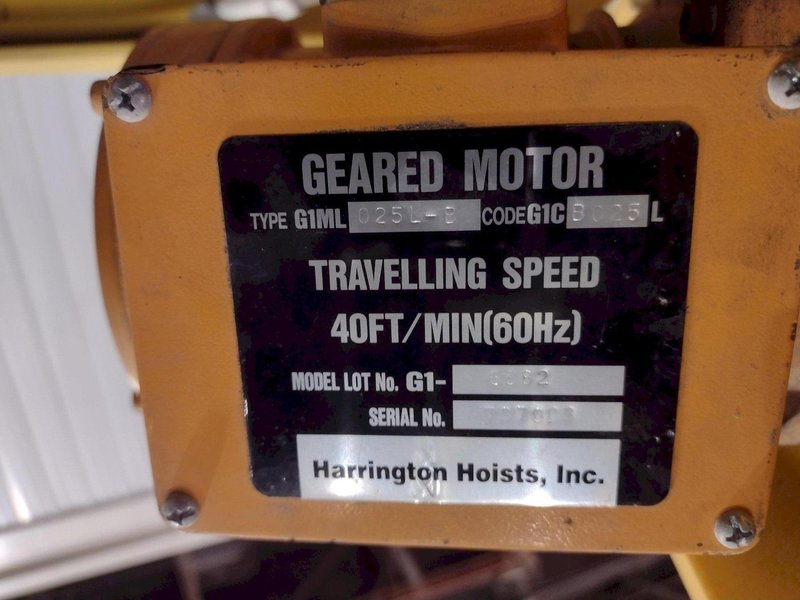 GEARED MOTOR
TYPE G1ML 025L-B CODE G1C B025 L
TRAVELLING SPEED
40FT/MIN(60Hz)
MODEL LOT No. G1-
SERIAL No.
Harrington Hoists, Inc.